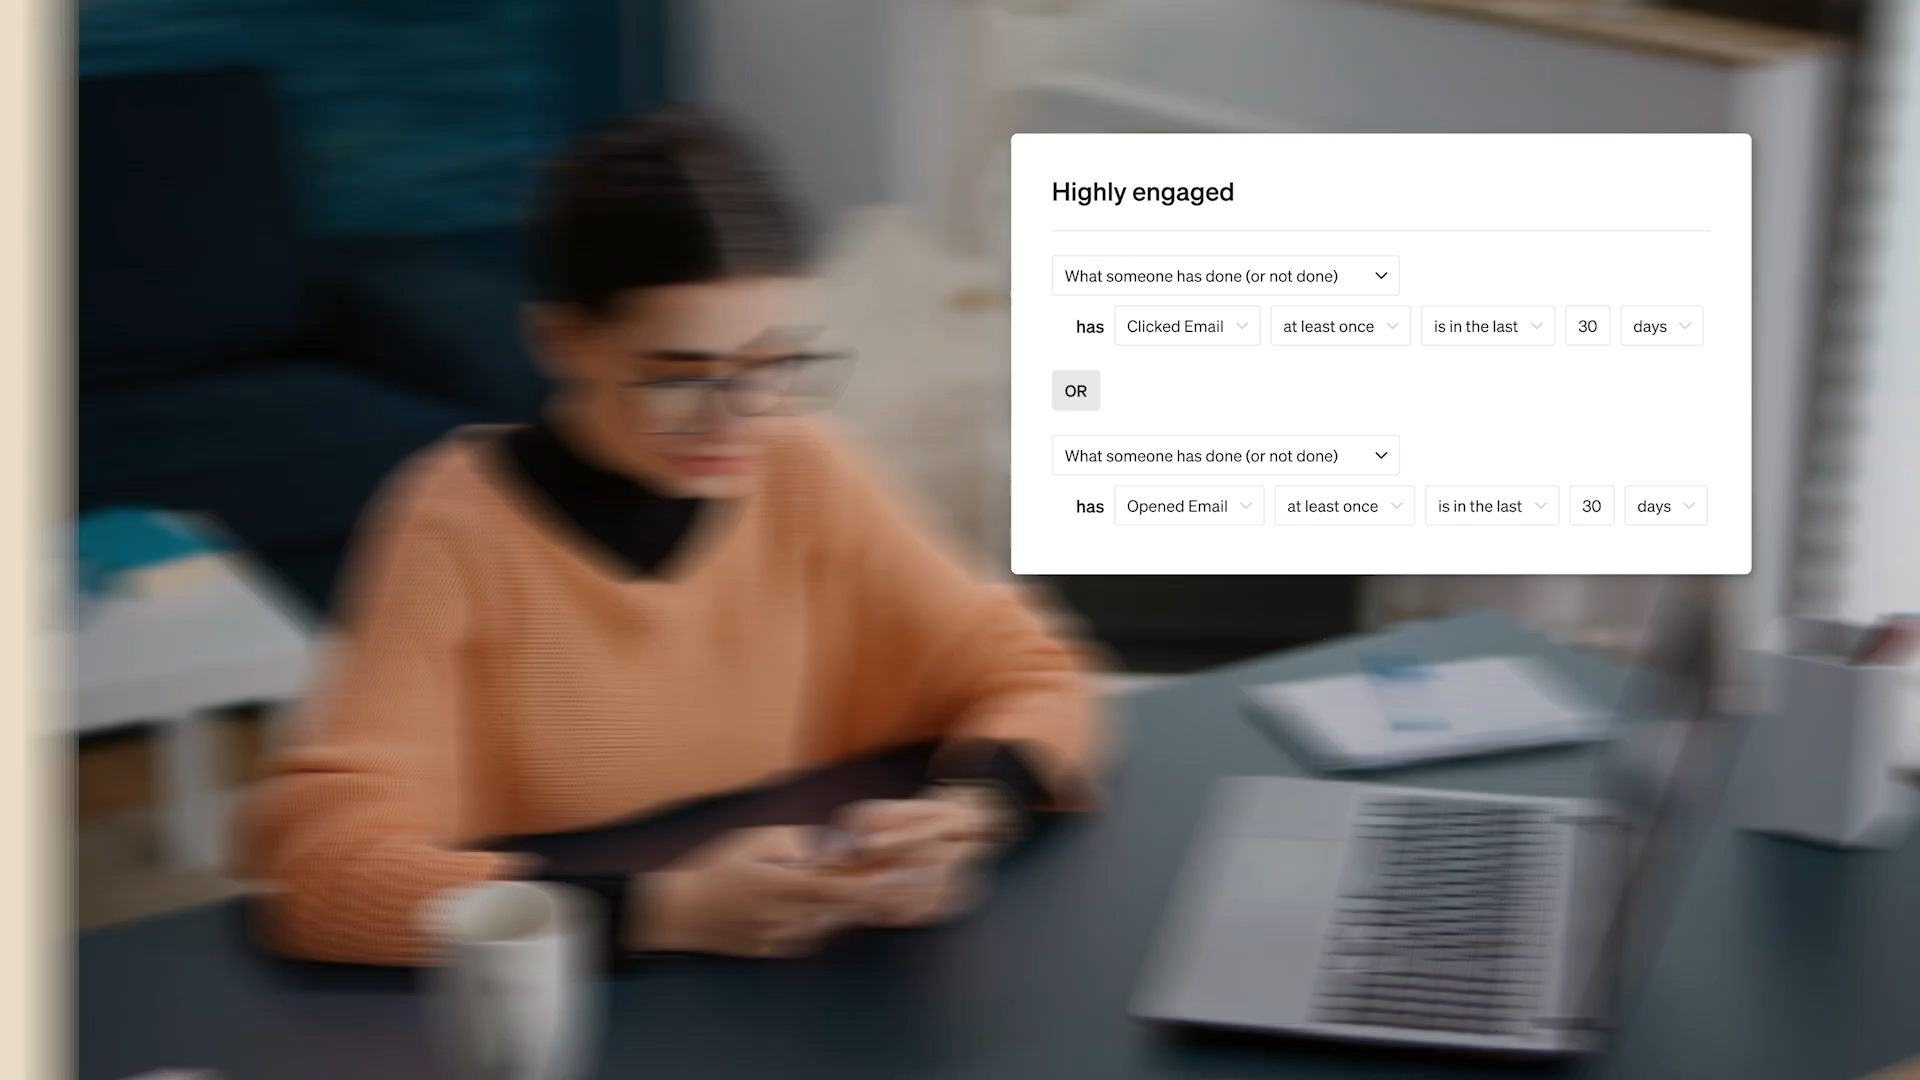 Highly engaged
What someone has done (or not done)
has Clicked Email at least once is in the last 30 days
OR
What someone has done (or not done)
has Opened Email at least once is in the last 30 days